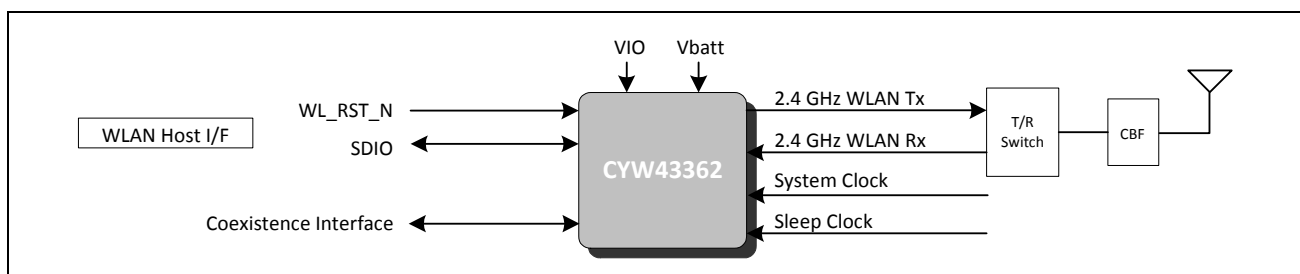 VIO
Vbatt
WL_RST_N
WLAN Host I/F
SDIO
Coexistence Interface
CYW43362
2.4 GHz WLAN Tx
2.4 GHz WLAN Rx
System Clock
Sleep Clock
T/R
Switch
CBF